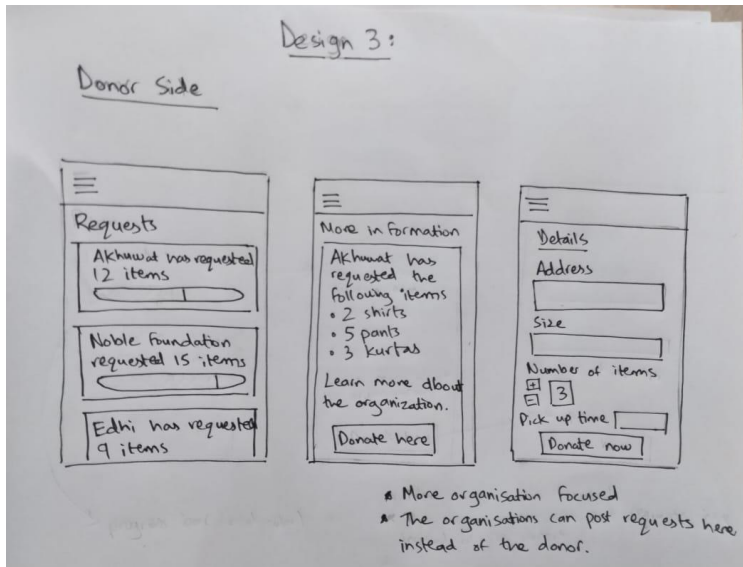 Design 3:
Donor Side
Requests
Akhuwat has requested
12 items
Noble Foundation
requested 15 items
Edhi has requested
9 items
More information
Akhuwat has
requested the
following items
• 2 shirts
• 5 pants
• 3 kurtas
Learn more about
the organization.
Donate here
Details
Address
Size
Number of items
+
-
3
Pick up time
Donate now
* More organisation focused
* The organisations can post requests here
instead of the donor.